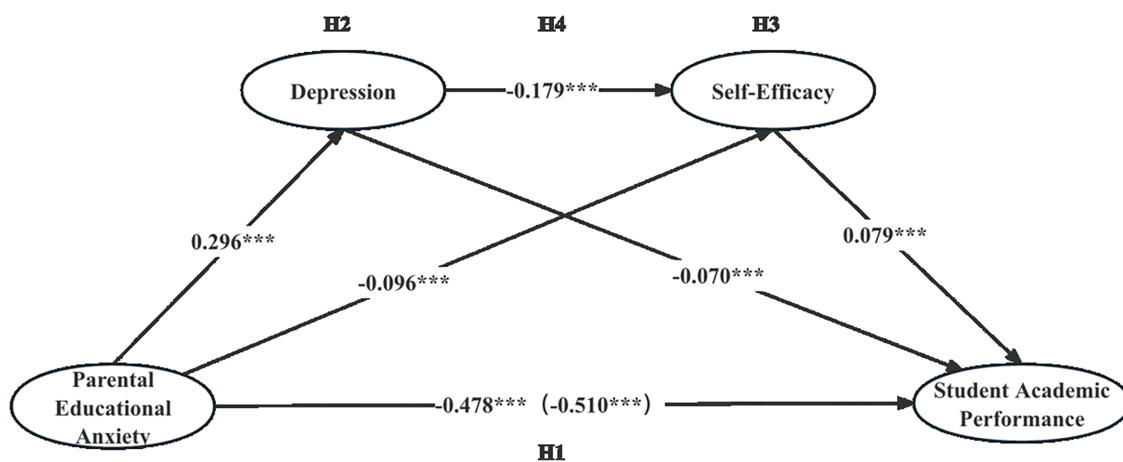 H2 H4 H3
Depression -0.179*** Self-Efficacy
0.296***
0.079***
-0.096***
-0.070***
Parental
Educational
Anxiety
-0.478*** (-0.510***)
Student Academic
Performance
H1